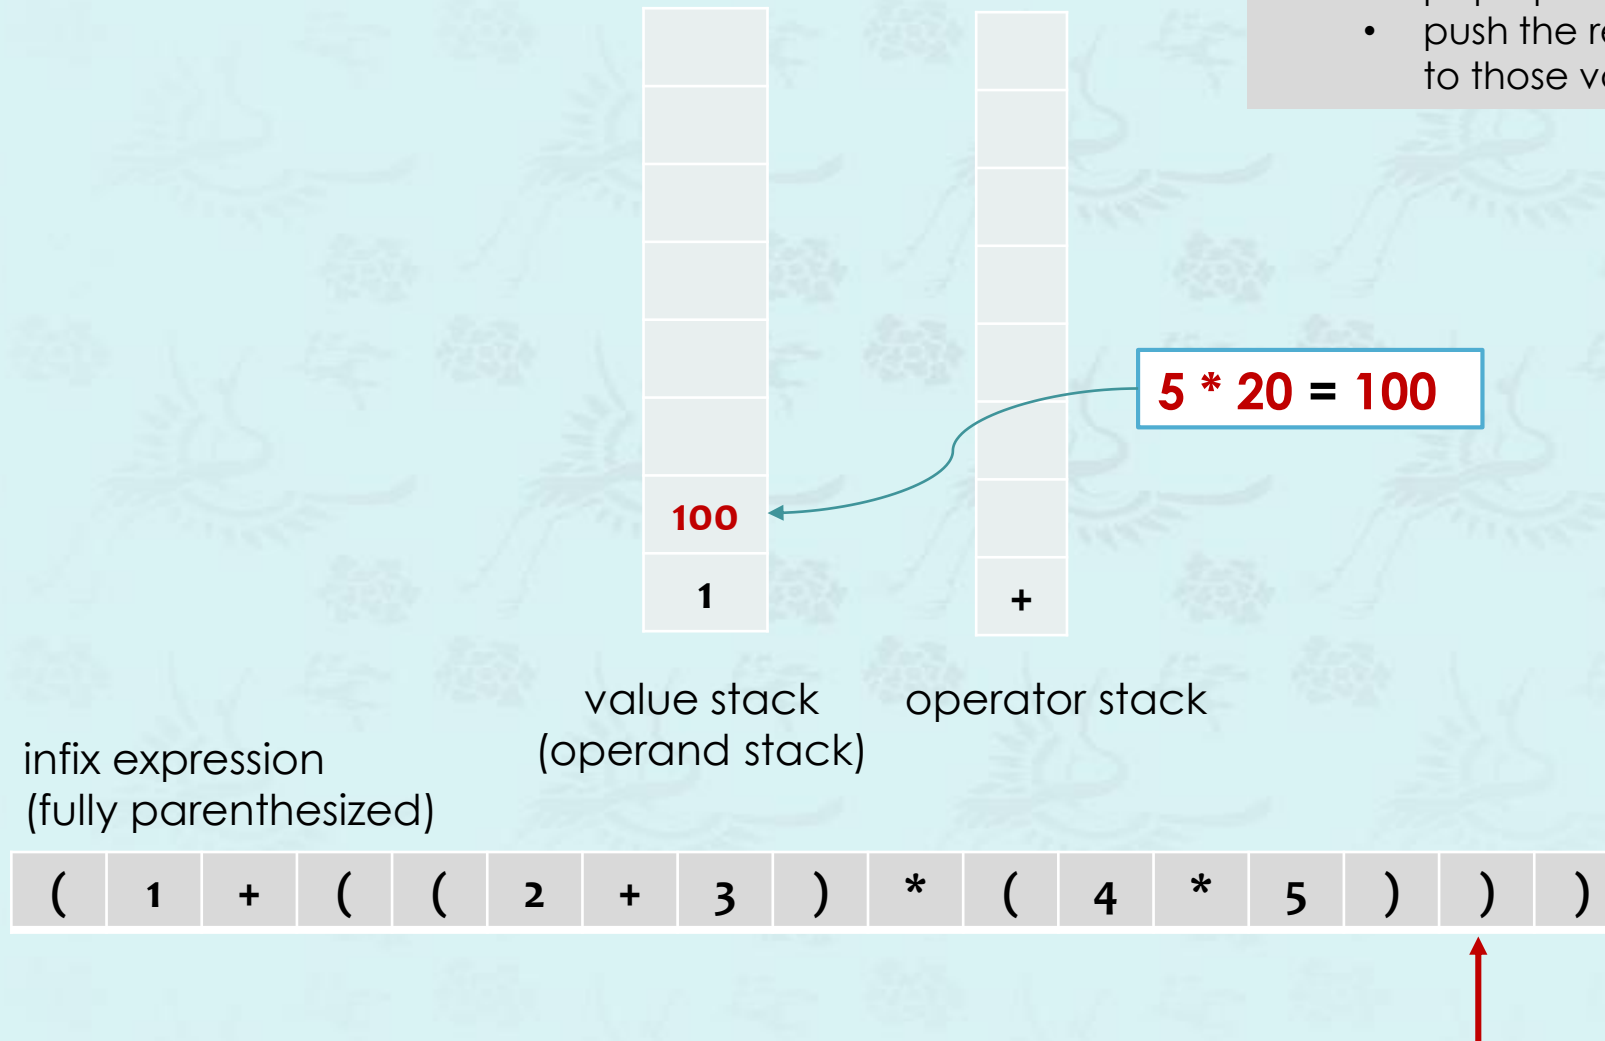 • push the
to those
5 * 20 = 100
100
1 +
value stack operator stack
(operand stack)
infix expression
(fully parenthesized)
( 1 + ( ( 2 + 3 ) * ( 4 * 5 ) ) )